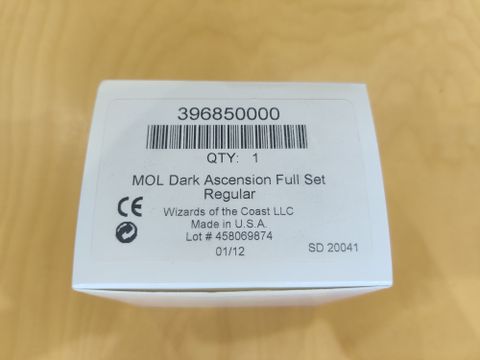 396850000
QTY: 1
MOL Dark Ascension Full Set
Regular
CE
Wizards of the Coast LLC
Made in U.S.A.
Lot # 458069874
01/12
SD 20041